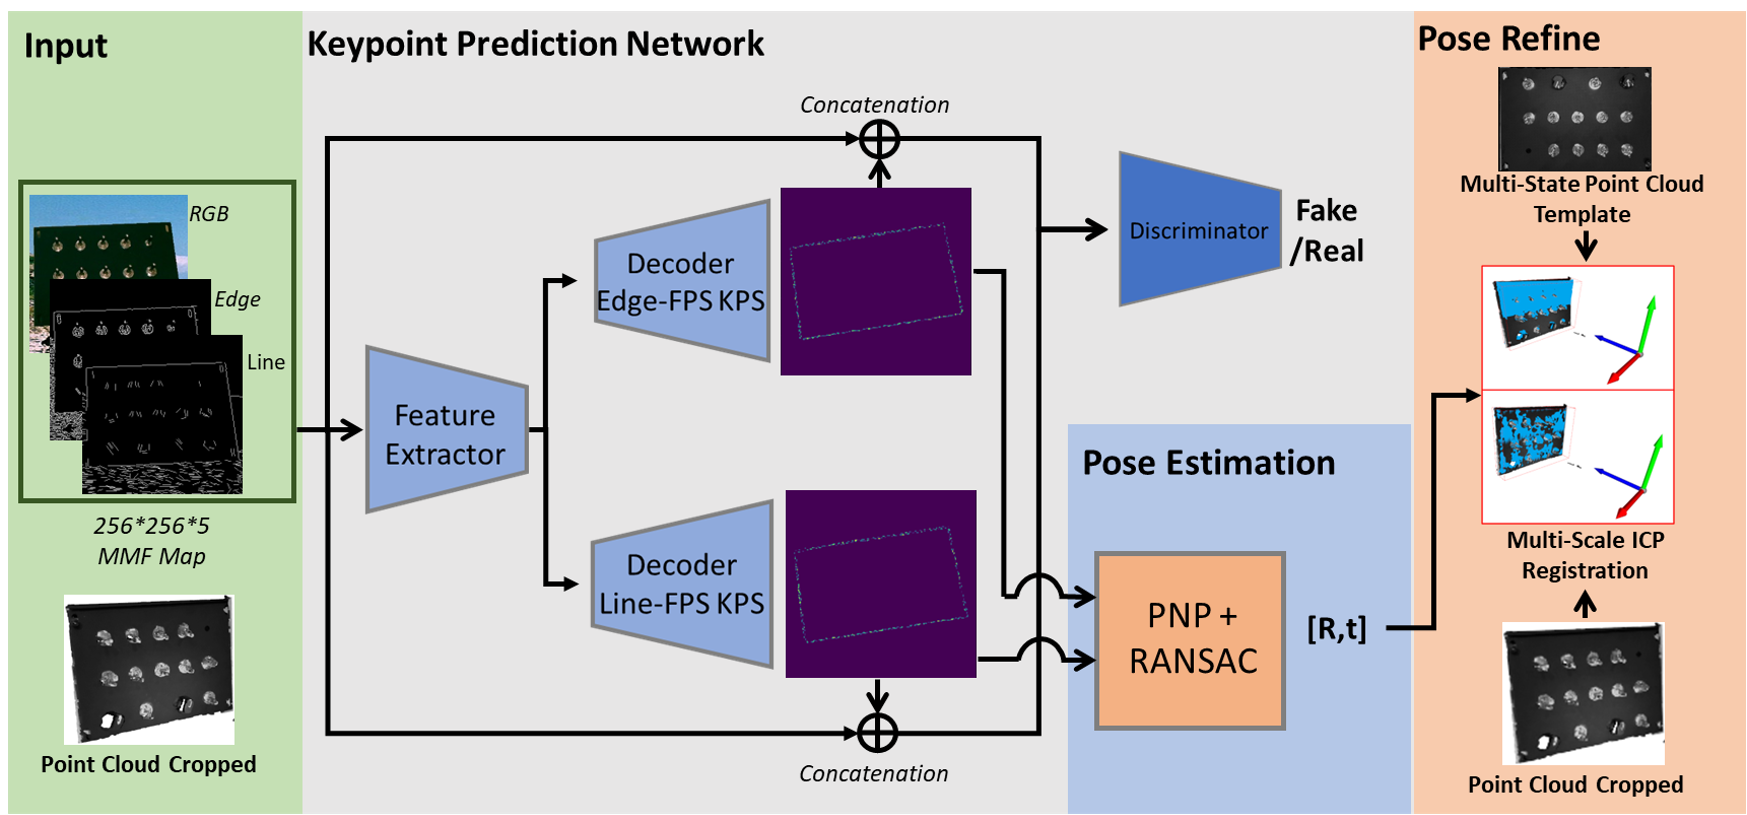 Input
RGB
Edge
Line
256*256*5
MMF Map
Point Cloud Cropped
Keypoint Prediction Network
Concatenation
Feature
Extractor
Decoder
Edge-FPS KPS
Decoder
Line-FPS KPS
Concatenation
Discriminator
Fake
/Real
Pose Estimation
PNP +
RANSAC
[R,t]
Pose Refine
Multi-State Point Cloud
Template
Multi-Scale ICP
Registration
Point Cloud Cropped